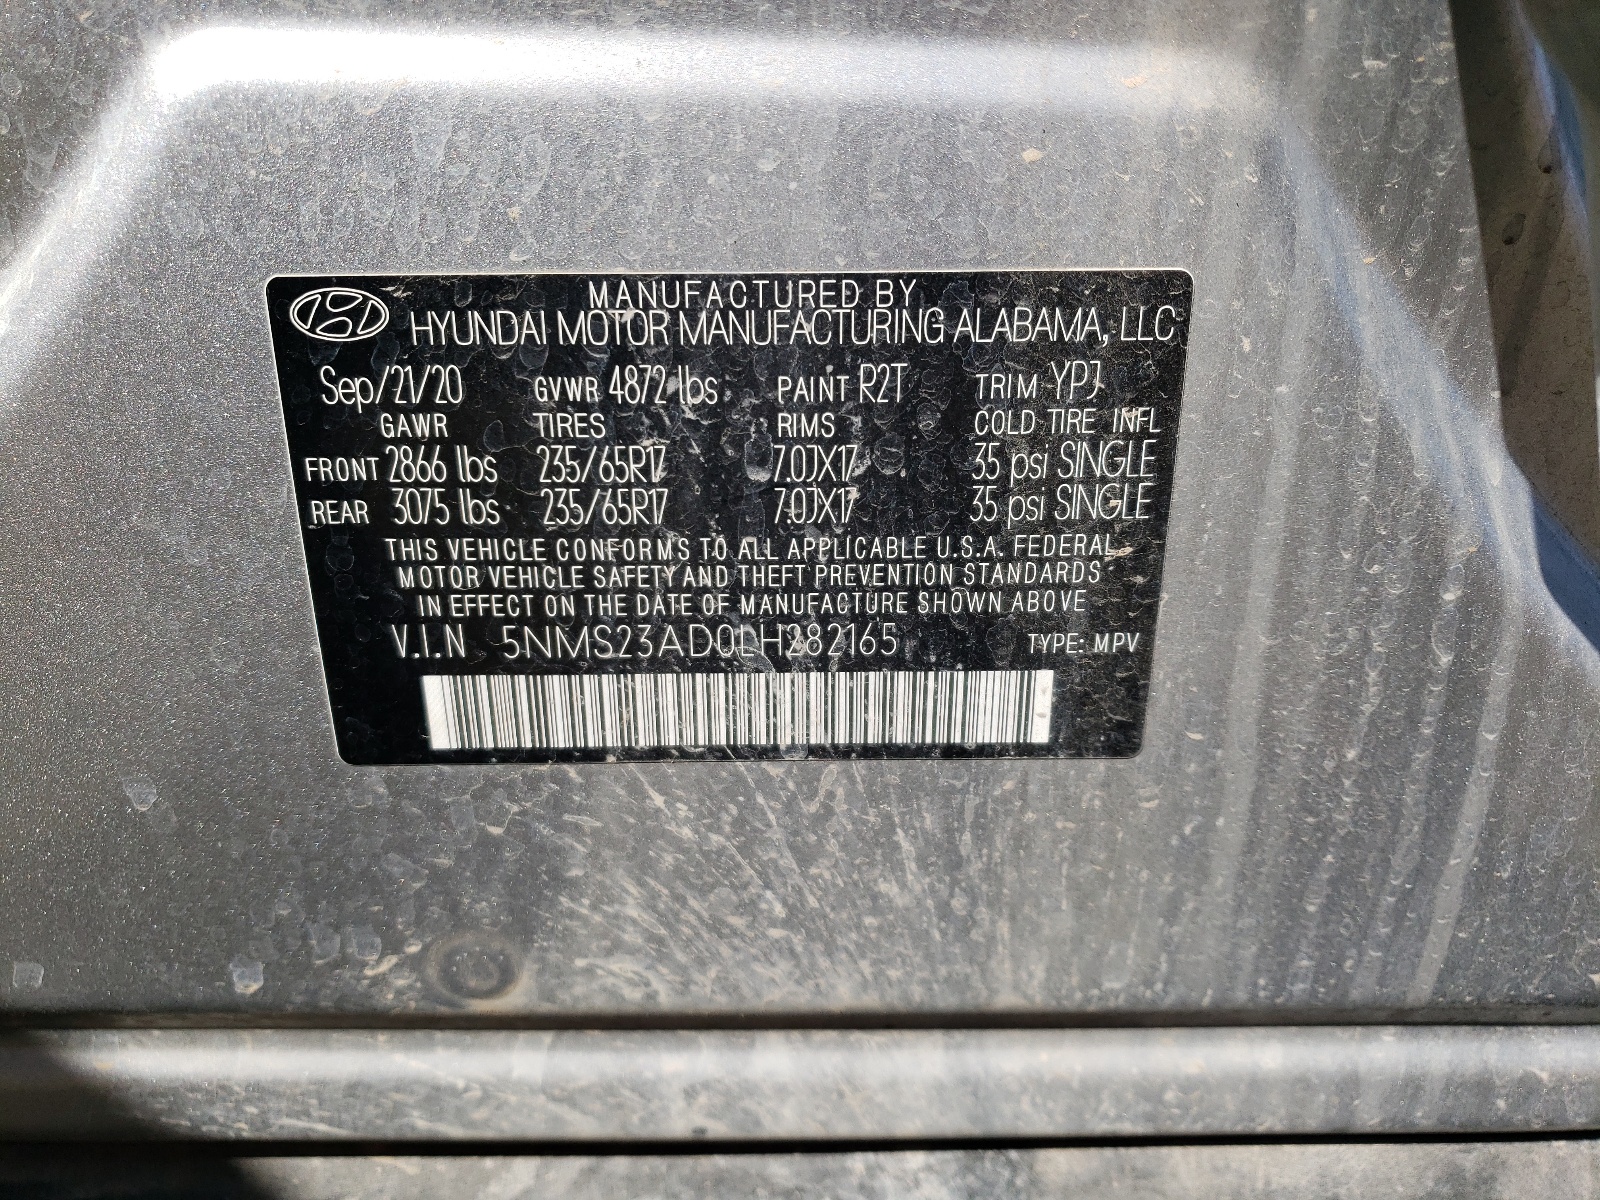 MANUFACTURED BY
HYUNDAI MOTOR MANUFACTURING ALABAMA, LLC
Sep/21/20 GVWR 4872 lbs PAINT R2T TRIM YPJ
GAWR TIRES RIMS COLD TIRE INFL
FRONT 2866 lbs 235/65R17 7.0JX17 35 psi SINGLE
REAR 3075 lbs 235/65R17 7.0JX17 35 psi SINGLE
THIS VEHICLE CONFORMS TO ALL APPLICABLE U.S.A. FEDERAL
MOTOR VEHICLE SAFETY AND THEFT PREVENTION STANDARDS
IN EFFECT ON THE DATE OF MANUFACTURE SHOWN ABOVE
V.I.N 5NMS23AD0LH282165 TYPE: MPV